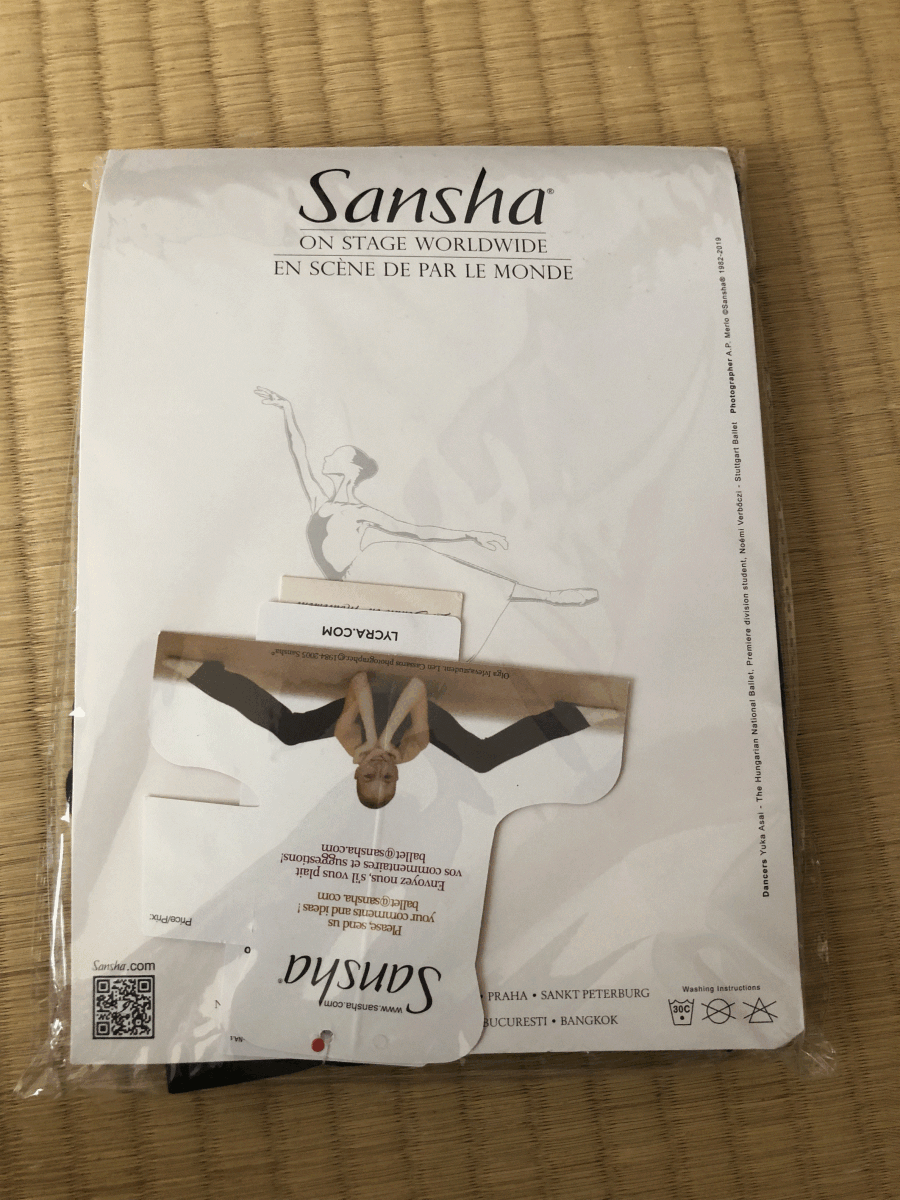 Sansha®
ON STAGE WORLDWIDE
EN SCÈNE DE PAR LE MONDE
Dancers Yuka Asai - The Hungarian National Ballet, Premiere division student, Noémi Verbőczi - Stuttgart Ballet Photographer A.P. Merlo ©Sansha® 1982-2019
LYCRA.COM
Sansha®
www.sansha.com
Please, send us
your comments and ideas!
ballet@sansha.com
Envoyez nous, s'il vous plait
vos commentaires et suggestions!
ballet@sansha.com
Price/Prix:
Sansha.com
• PRAHA • SANKT PETERBURG
BUCURESTI • BANGKOK
Washing Instructions
30C